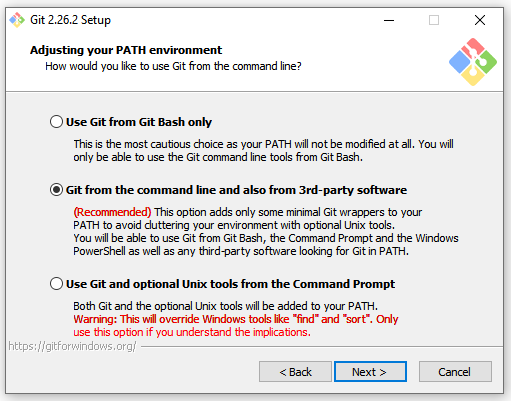 Git 2.26.2 Setup
Adjusting your PATH environment
How would you like to use Git from the command line?
Use Git from Git Bash only
This is the most cautious choice as your PATH will not be modified at all. You will
only be able to use the Git command line tools from Git Bash.
Git from the command line and also from 3rd-party software
(Recommended) This option adds only some minimal Git wrappers to your
PATH to avoid cluttering your environment with optional Unix tools.
You will be able to use Git from Git Bash, the Command Prompt and the Windows
PowerShell as well as any third-party software looking for Git in PATH.
Use Git and optional Unix tools from the Command Prompt
Both Git and the optional Unix tools will be added to your PATH.
Warning: This will override Windows tools like "find" and "sort". Only
use this option if you understand the implications.
https://gitforwindows.org/
< Back Next > Cancel